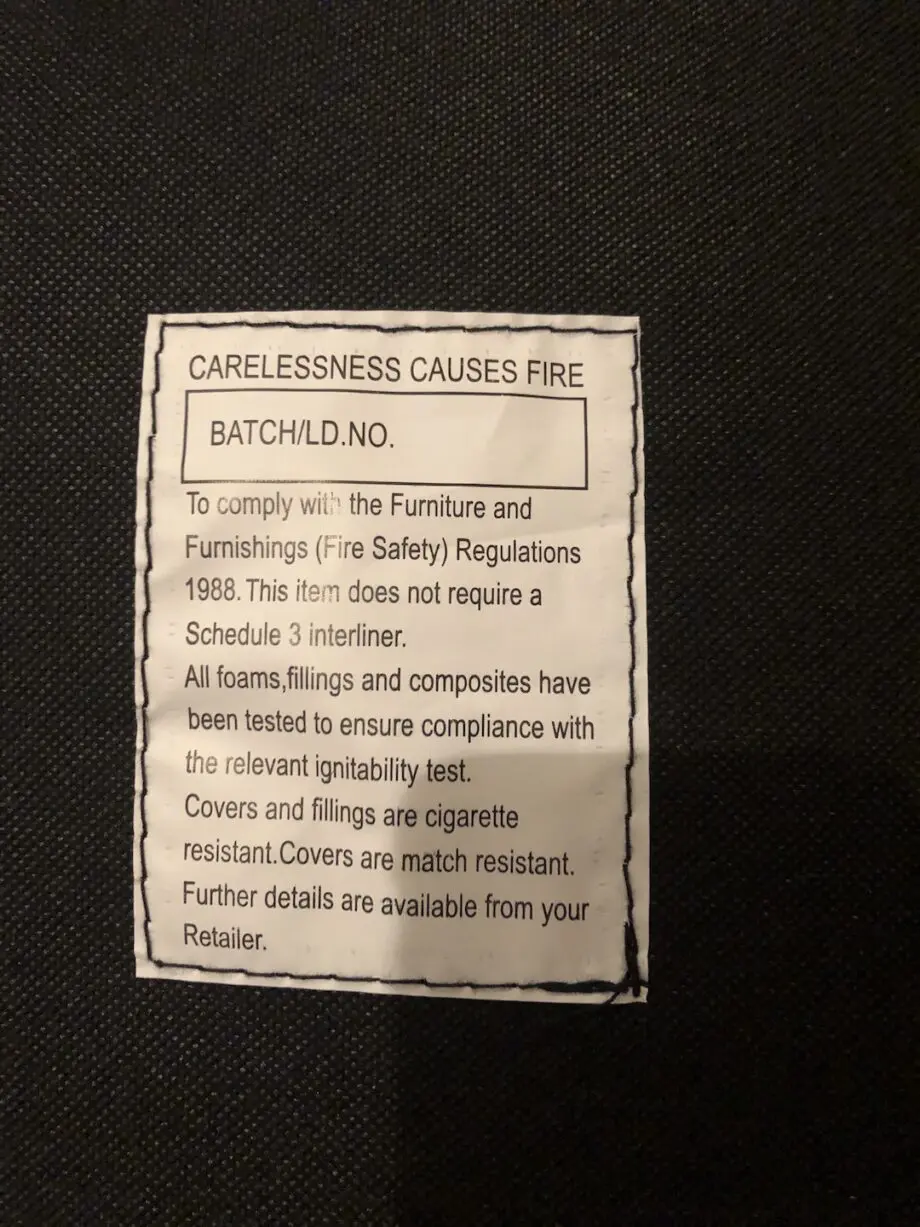 CARELESSNESS CAUSES FIRE
BATCH/LD.NO.
To comply with the Furniture and
Furnishings (Fire Safety) Regulations
1988. This item does not require a
Schedule 3 interliner.
All foams,fillings and composites have
been tested to ensure compliance with
the relevant ignitability test.
Covers and fillings are cigarette
resistant.Covers are match resistant.
Further details are available from your
Retailer.